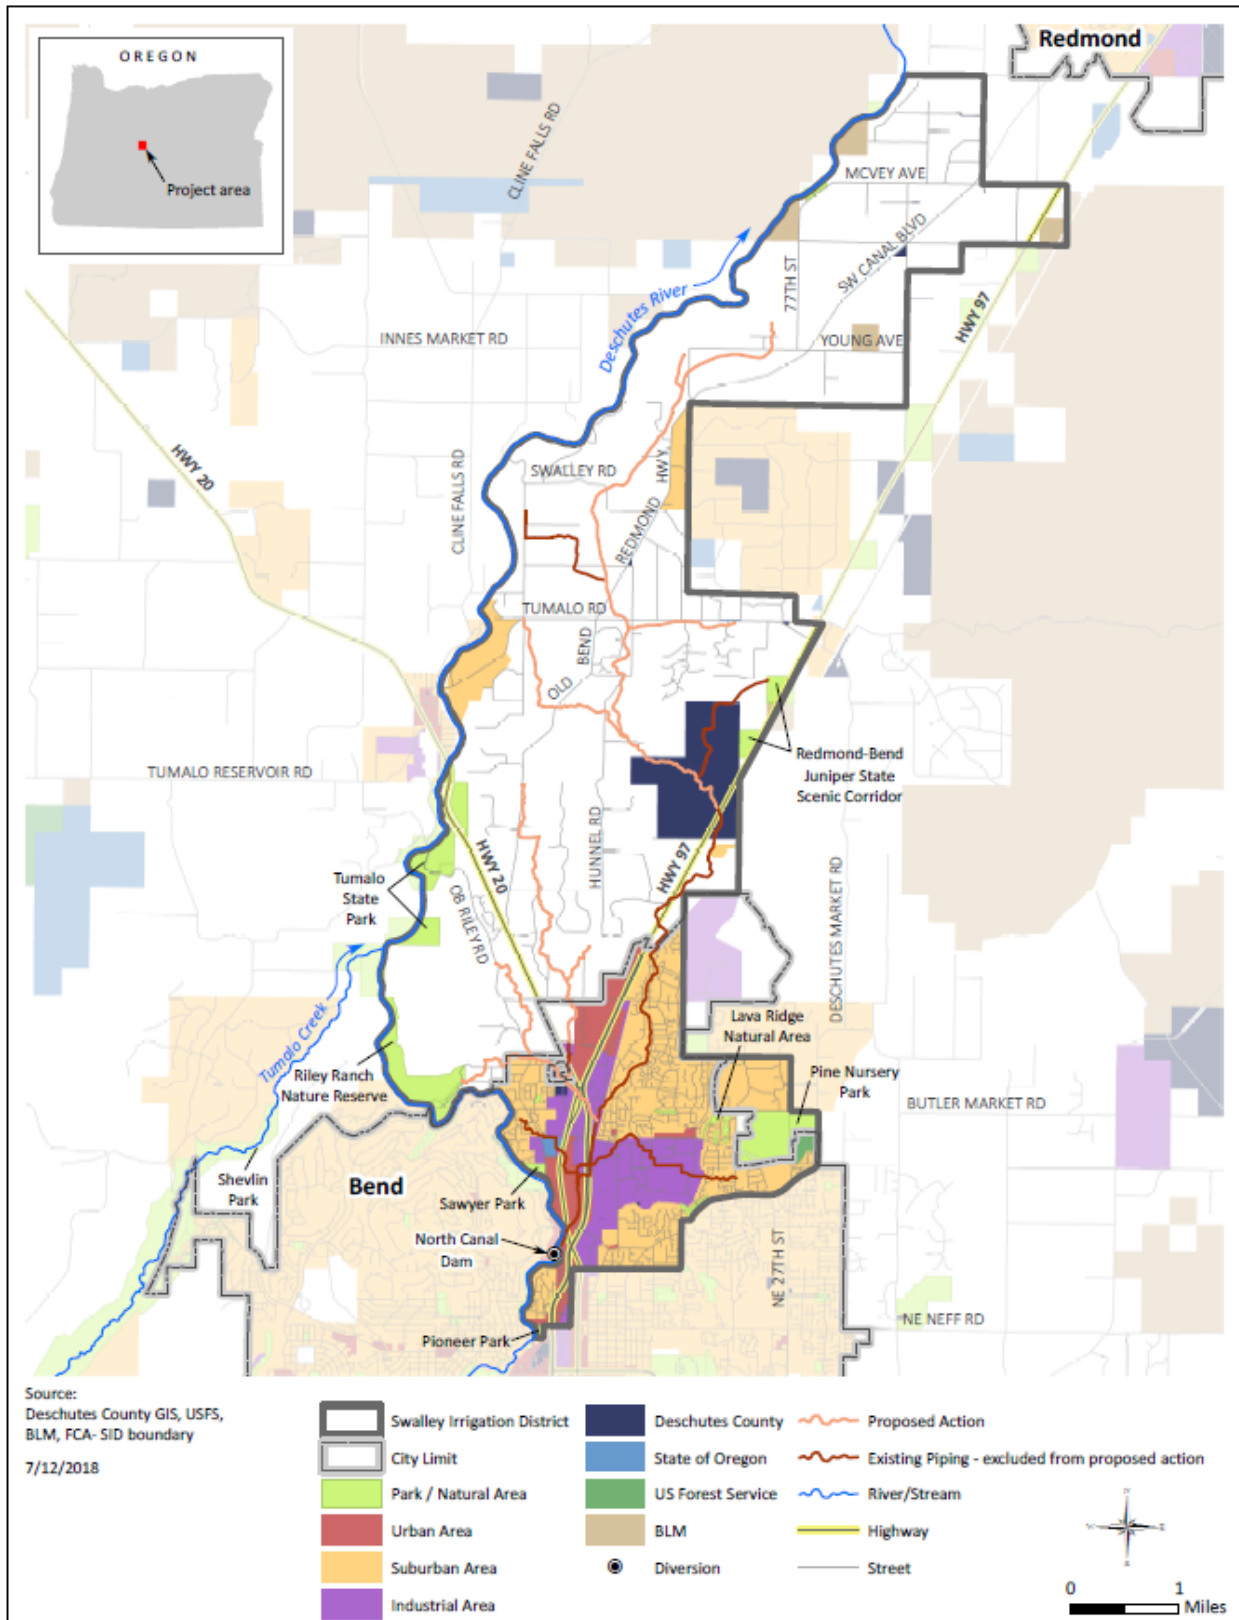 OREGON
Project area
Redmond
CLINE FALLS RD
MCVEY AVE
SW CANAL BLVD
77TH ST
Deschutes River
HWY 97
INNES MARKET RD
YOUNG AVE
HWY 20
CLINE FALLS RD
SWALLEY RD
HWY
REDMOND
TUMALO RD
BEND
OLD
TUMALO RESERVOIR RD
Redmond-Bend
Juniper State
Scenic Corridor
HUNNEL RD
HWY 97
HWY 20
Tumalo
State
Park
OB RILEY RD
DESCHUTES MARKET RD
Tumalo Creek
Lava Ridge
Natural Area
Riley Ranch
Nature Reserve
Pine Nursery
Park
BUTLER MARKET RD
Shevlin
Park
Bend
Sawyer Park
North Canal
Dam
NE 27TH ST
NE NEFF RD
Pioneer Park
Source:
Deschutes County GIS, USFS,
BLM, FCA- SID boundary
7/12/2018
Swalley Irrigation District
City Limit
Park / Natural Area
Urban Area
Suburban Area
Industrial Area
Deschutes County
State of Oregon
US Forest Service
BLM
Diversion
Proposed Action
Existing Piping - excluded from proposed action
River/Stream
Highway
Street
0 1
Miles